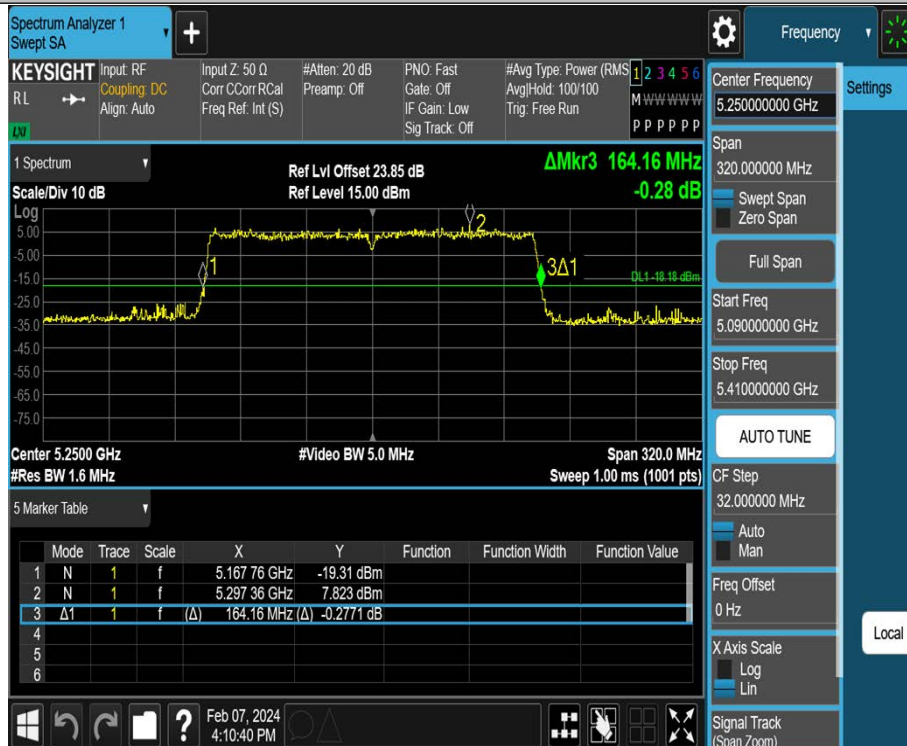 Spectrum Analyzer 1
Swept SA
+
Frequency
KEYSIGHT
RL
LXI
Input: RF
Coupling: DC
Align: Auto
Input Z: 50 Ω
Corr CCorr RCal
Freq Ref: Int (S)
#Atten: 20 dB
Preamp: Off
PNO: Fast
Gate: Off
IF Gain: Low
Sig Track: Off
#Avg Type: Power (RMS
Avg|Hold: 100/100
Trig: Free Run
1 2 3 4 5 6
M W W W W W
P P P P P P
1 Spectrum
Scale/Div 10 dB
Ref Lvl Offset 23.85 dB
Ref Level 15.00 dBm
ΔMkr3 164.16 MHz
-0.28 dB
Log
5.00
-5.00
-15.0
-25.0
-35.0
-45.0
-55.0
-65.0
-75.0
1
2
3Δ1
DL1 -18.18 dBm
Center 5.2500 GHz
#Res BW 1.6 MHz
#Video BW 5.0 MHz
Span 320.0 MHz
Sweep 1.00 ms (1001 pts)
5 Marker Table
Mode Trace Scale X Y Function Function Width Function Value
1 N 1 f 5.167 76 GHz -19.31 dBm
2 N 1 f 5.297 36 GHz 7.823 dBm
3 Δ1 1 f (Δ) 164.16 MHz (Δ) -0.2771 dB
4
5
6
?
Feb 07, 2024
4:10:40 PM
Center Frequency
5.250000000 GHz
Span
320.000000 MHz
Swept Span
Zero Span
Full Span
Start Freq
5.090000000 GHz
Stop Freq
5.410000000 GHz
AUTO TUNE
CF Step
32.000000 MHz
Auto
Man
Freq Offset
0 Hz
X Axis Scale
Log
Lin
Signal Track
(Span Zoom)
Settings
Local